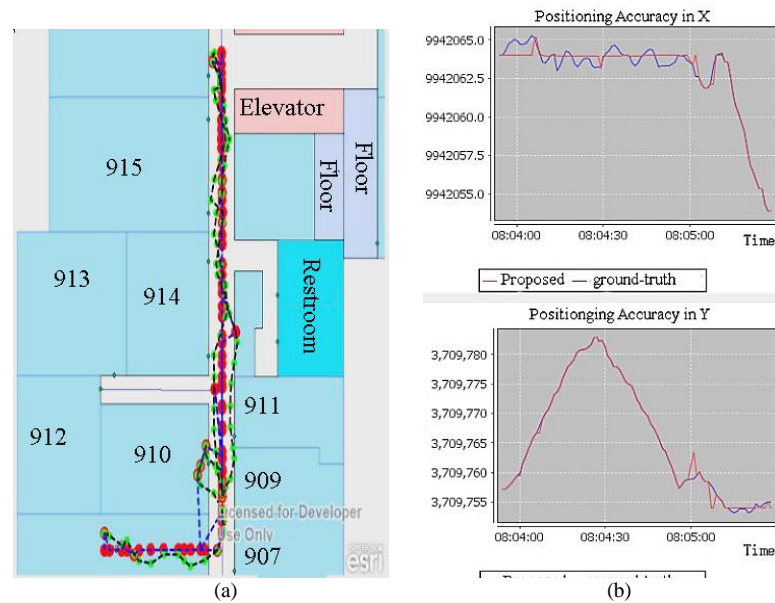 Elevator
915
Floor
Floor
913
914
Restroom
912
910
911
909
Licensed for Developer
Use Only
907
esri
(a)
Positioning Accuracy in X
9942065.0
9942062.5
9942060.0
9942057.5
9942055.0
08:04:00 08:04:30 08:05:00
Time
Proposed ground-truth
Positionging Accuracy in Y
3,709,780
3,709,775
3,709,770
3,709,765
3,709,760
3,709,755
08:04:00 08:04:30 08:05:00
Time
(b)